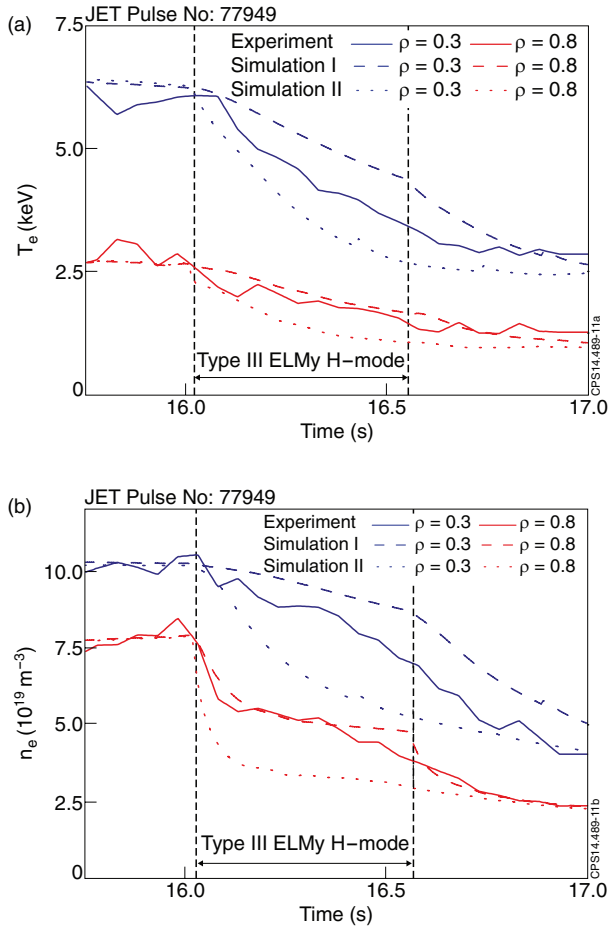 (a)
JET Pulse No: 77949
7.5
5.0
2.5
0
Te (keV)
Experiment ρ = 0.3 ρ = 0.8
Simulation I ρ = 0.3 ρ = 0.8
Simulation II ρ = 0.3 ρ = 0.8
Type III ELMy H−mode
16.0 16.5 17.0
Time (s)
CPS14.489-11a
(b)
JET Pulse No: 77949
10.0
7.5
5.0
2.5
0
ne (10¹⁹ m⁻³)
Experiment ρ = 0.3 ρ = 0.8
Simulation I ρ = 0.3 ρ = 0.8
Simulation II ρ = 0.3 ρ = 0.8
Type III ELMy H−mode
16.0 16.5 17.0
Time (s)
CPS14.489-11b